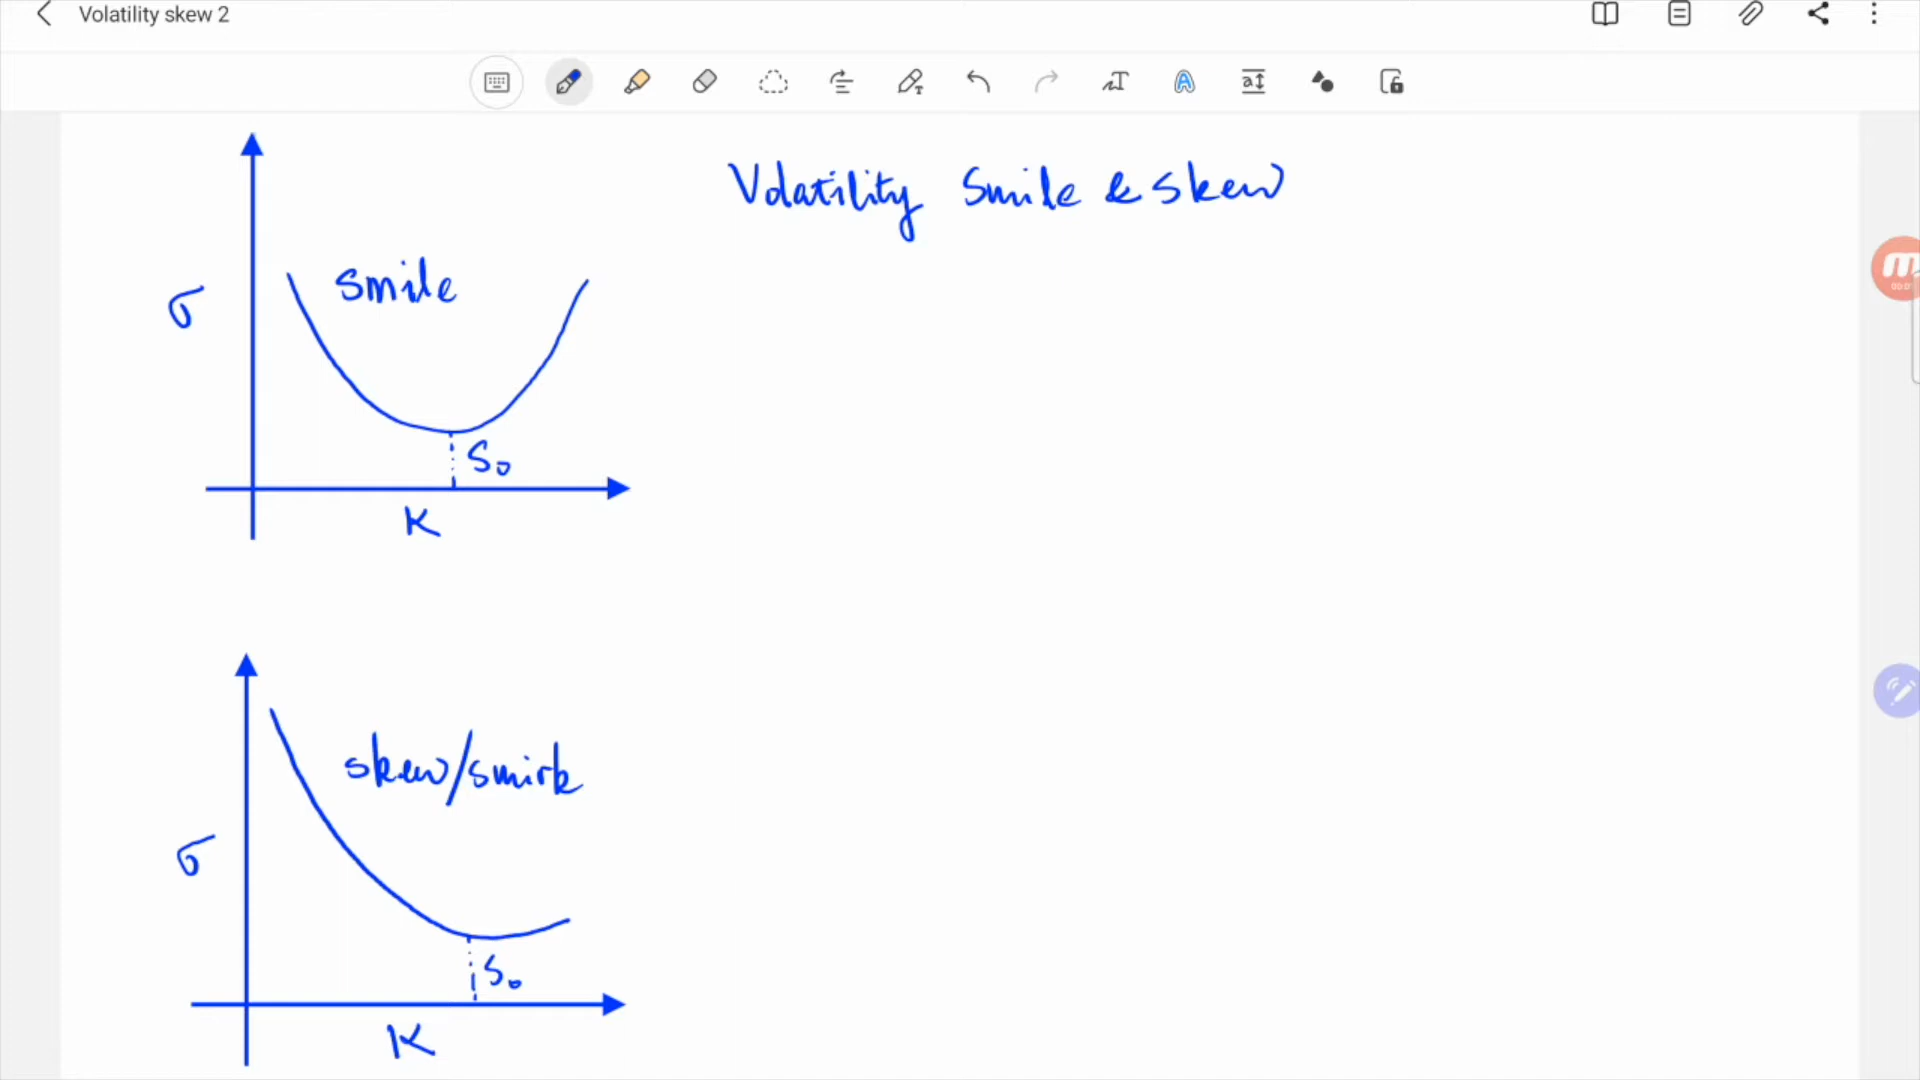 Volatility skew 2
Volatility Smile & skew
smile
σ
S₀
K
skew/smirk
σ
S₀
K